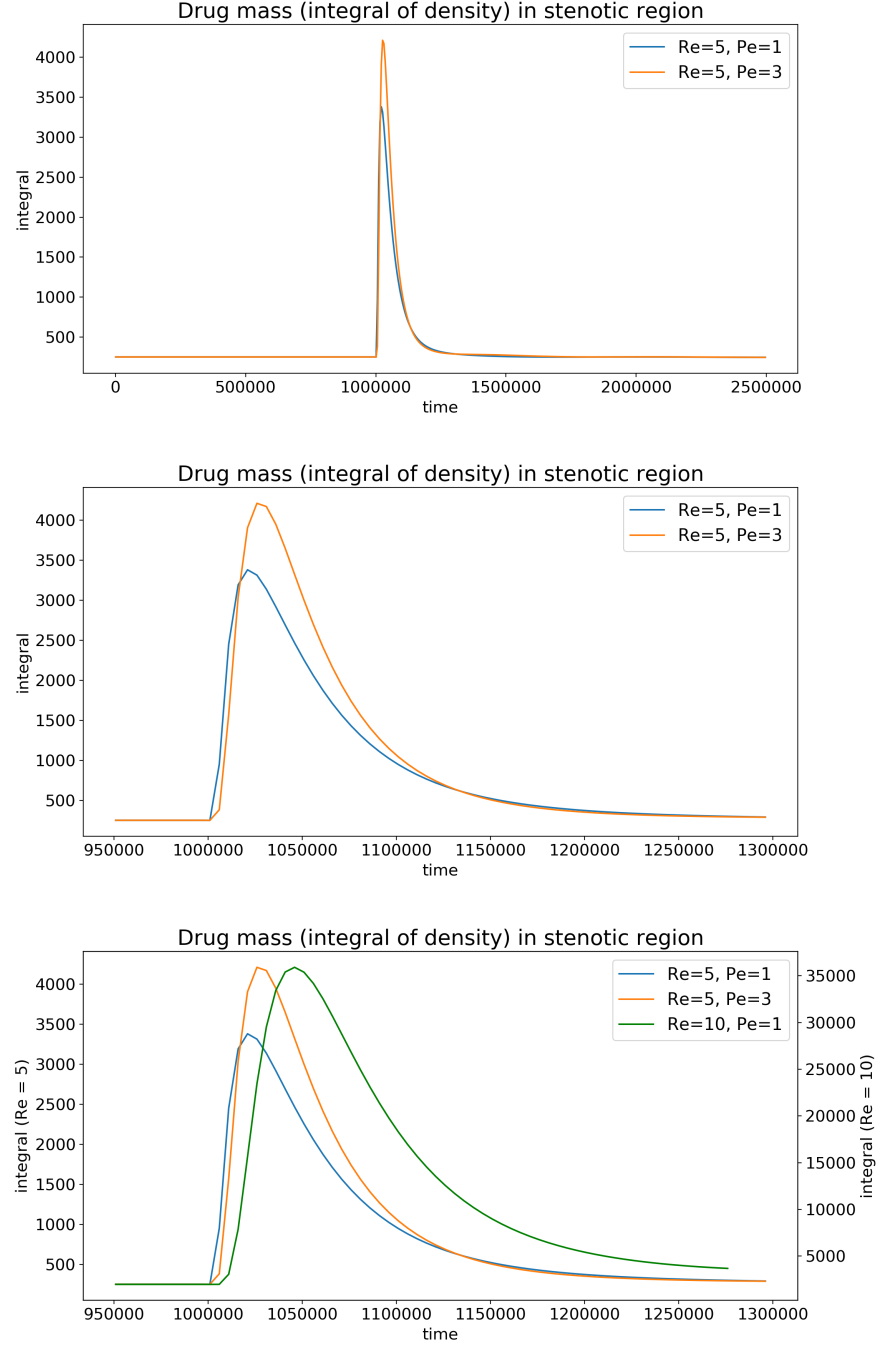 Drug mass (integral of density) in stenotic region
Re=5, Pe=1
Re=5, Pe=3
4000
3500
3000
2500
2000
1500
1000
500
integral
0 500000 1000000 1500000 2000000 2500000
time
Drug mass (integral of density) in stenotic region
Re=5, Pe=1
Re=5, Pe=3
4000
3500
3000
2500
2000
1500
1000
500
integral
950000 1000000 1050000 1100000 1150000 1200000 1250000 1300000
time
Drug mass (integral of density) in stenotic region
Re=5, Pe=1
Re=5, Pe=3
Re=10, Pe=1
4000
3500
3000
2500
2000
1500
1000
500
integral (Re = 5)
35000
30000
25000
20000
15000
10000
5000
integral (Re = 10)
950000 1000000 1050000 1100000 1150000 1200000 1250000 1300000
time